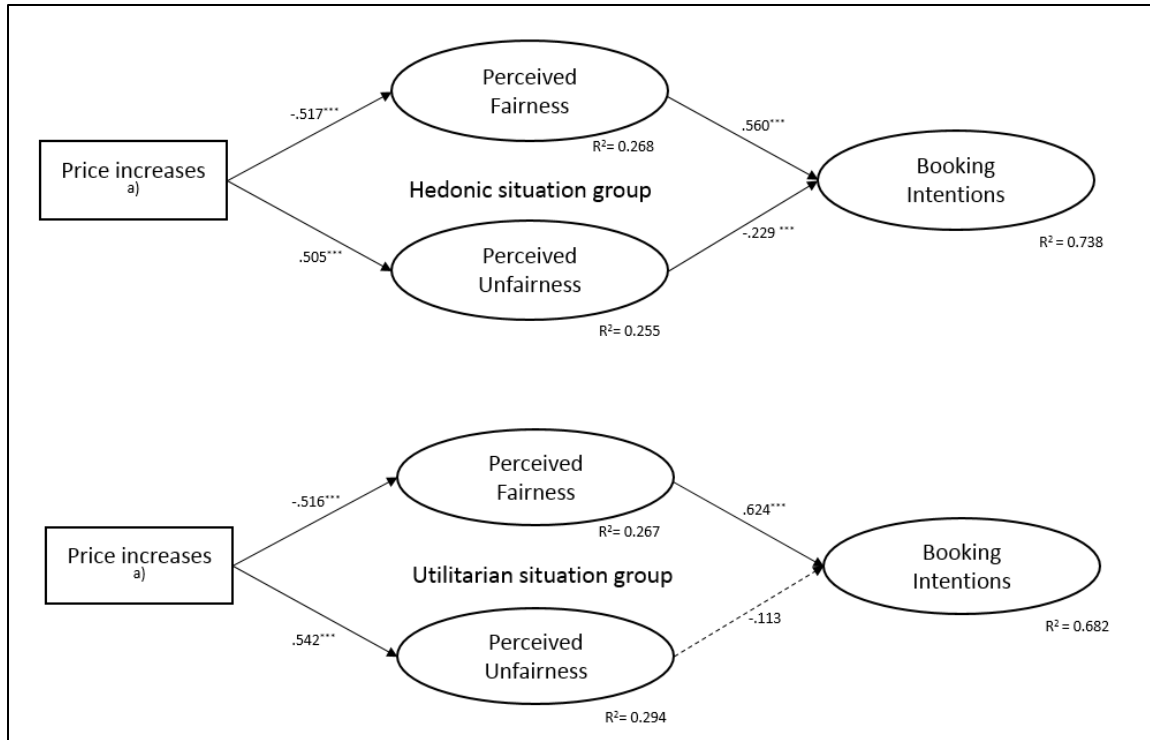 Perceived
Fairness
-.517***
.560***
R²= 0.268
Price increases
a)
Hedonic situation group
Booking
Intentions
-.229 ***
.505***
Perceived
Unfairness
R² = 0.738
R²= 0.255
Perceived
Fairness
-.516***
.624***
R²= 0.267
Price increases
a)
Utilitarian situation group
Booking
Intentions
-.113
.542***
Perceived
Unfairness
R² = 0.682
R²= 0.294